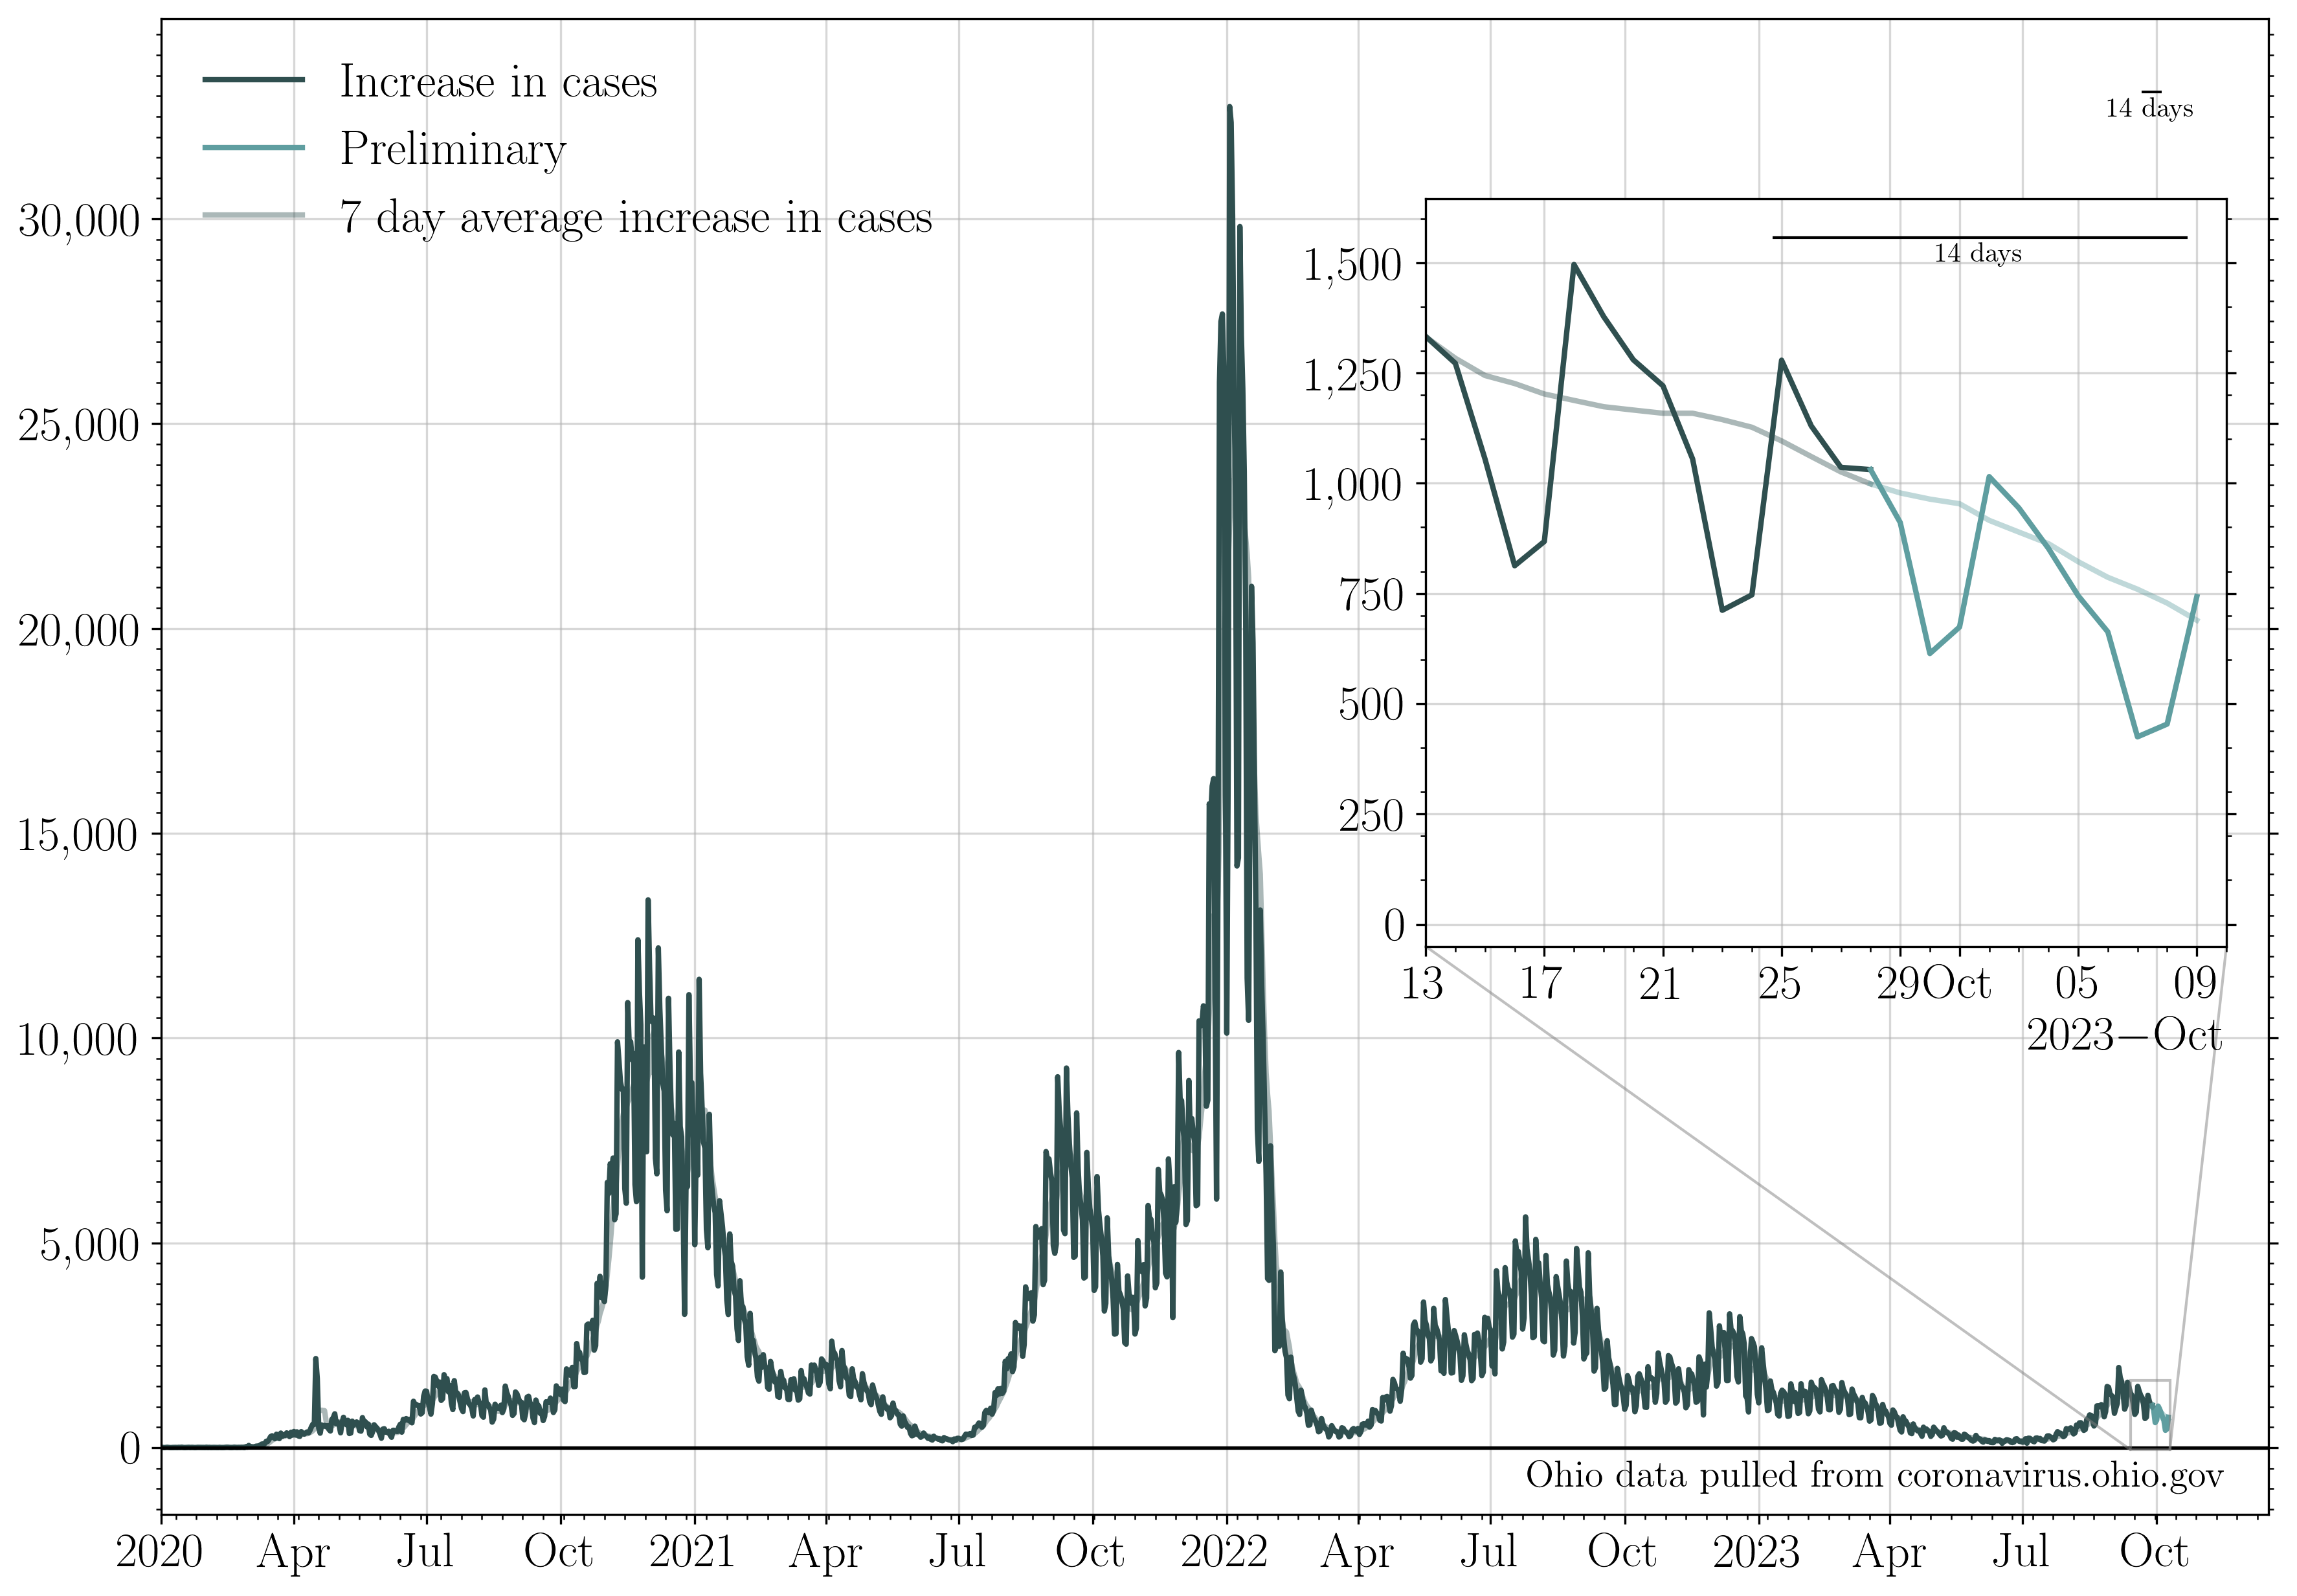 Increase in cases
Preliminary
7 day average increase in cases
14 days
30,000
25,000
20,000
15,000
10,000
5,000
0
14 days
1,500
1,250
1,000
750
500
250
0
13 17 21 25 29 Oct 05 09
2023–Oct
Ohio data pulled from coronavirus.ohio.gov
2020 Apr Jul Oct 2021 Apr Jul Oct 2022 Apr Jul Oct 2023 Apr Jul Oct